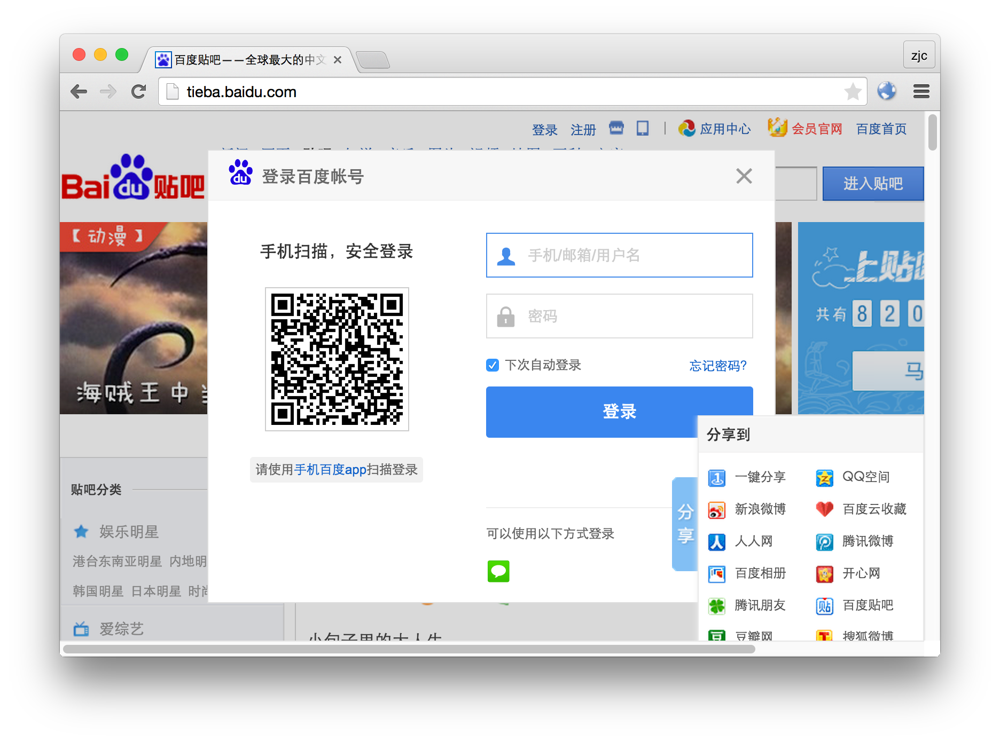 百度贴吧——全球最大的中文
zjc
tieba.baidu.com
登录 注册 | 应用中心 会员官网 百度首页
Bai du 贴吧
du 登录百度帐号
进入贴吧
【动漫】
海贼王中
手机扫描，安全登录
请使用手机百度app扫描登录
手机/邮箱/用户名
密码
下次自动登录 忘记密码?
登录
可以使用以下方式登录
上贴吧
共有 8 2 0
马
分享
分享到
一键分享 QQ空间
新浪微博 百度云收藏
人人网 腾讯微博
百度相册 开心网
腾讯朋友 百度贴吧
豆瓣网 搜狐微博
贴吧分类
娱乐明星
港台东南亚明星 内地明
韩国明星 日本明星 时尚
爱综艺
小句子里的大人生